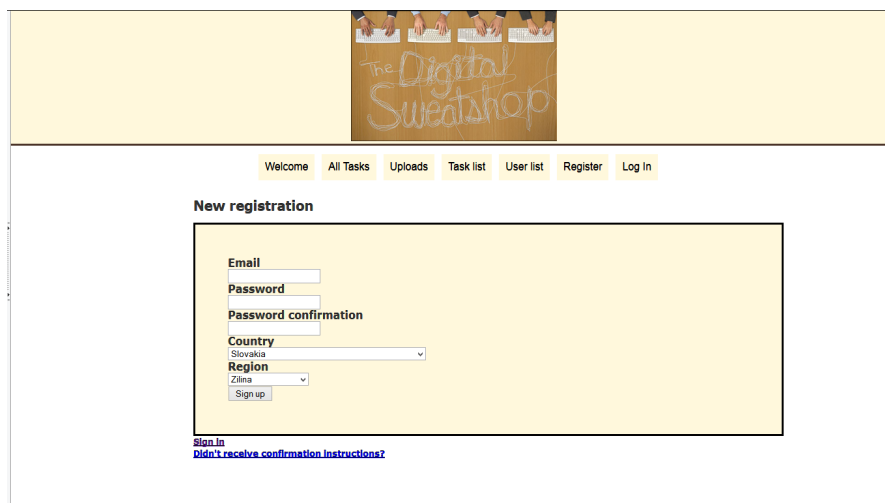 The Digital
Sweatshop
Welcome All Tasks Uploads Task list User list Register Log In
New registration
Email
Password
Password confirmation
Country
Slovakia
Region
Zilina
Sign up
Sign in
Didn't receive confirmation instructions?